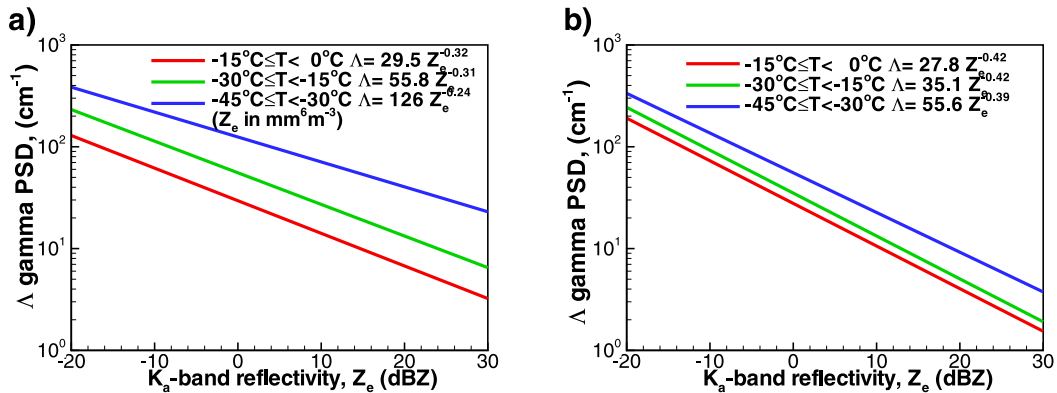 a)
10³
-15°C≤T< 0°C Λ= 29.5 Zₑ^-0.32
-30°C≤T<-15°C Λ= 55.8 Zₑ^-0.31
-45°C≤T<-30°C Λ= 126 Zₑ^-0.24
(Zₑ in mm⁶m⁻³)
10²
10¹
10⁰
Λ gamma PSD, (cm⁻¹)
-20 -10 0 10 20 30
Kₐ-band reflectivity, Zₑ (dBZ)
b)
10³
-15°C≤T< 0°C Λ= 27.8 Zₑ^-0.42
-30°C≤T<-15°C Λ= 35.1 Zₑ^-0.42
-45°C≤T<-30°C Λ= 55.6 Zₑ^-0.39
10²
10¹
10⁰
Λ gamma PSD, (cm⁻¹)
-20 -10 0 10 20 30
Kₐ-band reflectivity, Zₑ (dBZ)